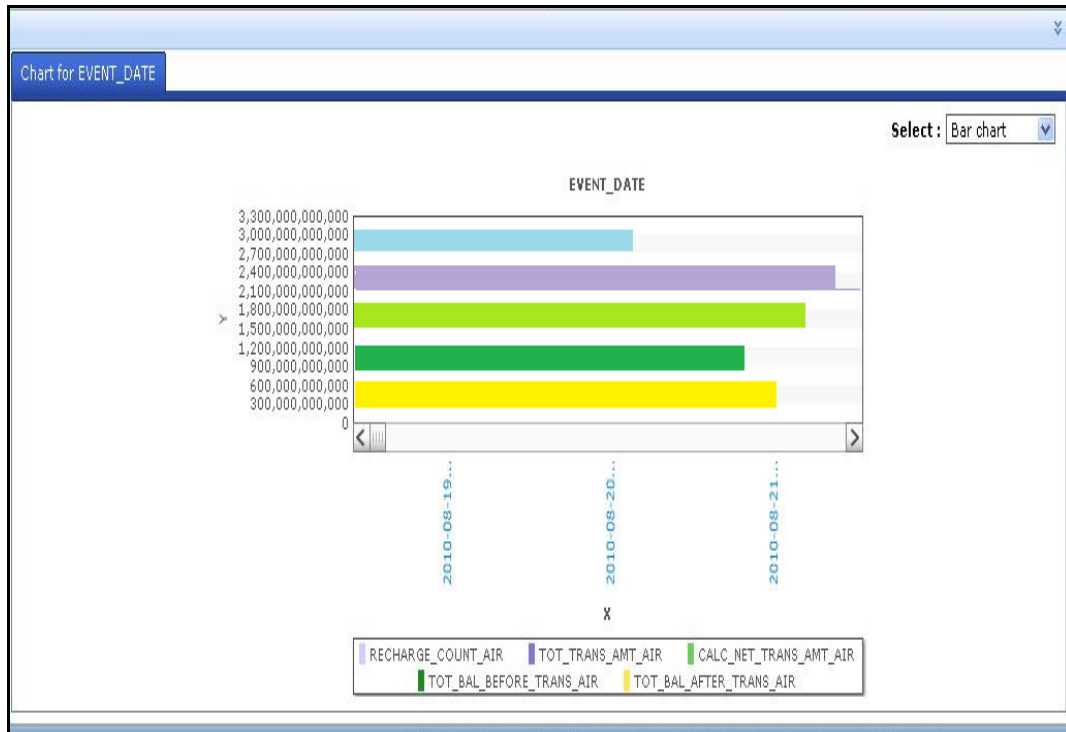 Chart for EVENT_DATE
Select : Bar chart
EVENT_DATE
3,300,000,000,000
3,000,000,000,000
2,700,000,000,000
2,400,000,000,000
2,100,000,000,000
1,800,000,000,000
1,500,000,000,000
1,200,000,000,000
900,000,000,000
600,000,000,000
300,000,000,000
0
Y
2010-08-19...
2010-08-20...
2010-08-21...
X
RECHARGE_COUNT_AIR TOT_TRANS_AMT_AIR CALC_NET_TRANS_AMT_AIR
TOT_BAL_BEFORE_TRANS_AIR TOT_BAL_AFTER_TRANS_AIR